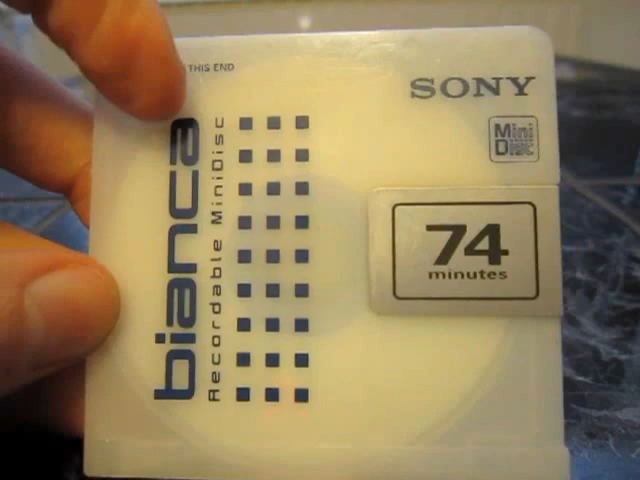 THIS END
SONY
Mini
Disc
bianca
Recordable MiniDisc
74
minutes